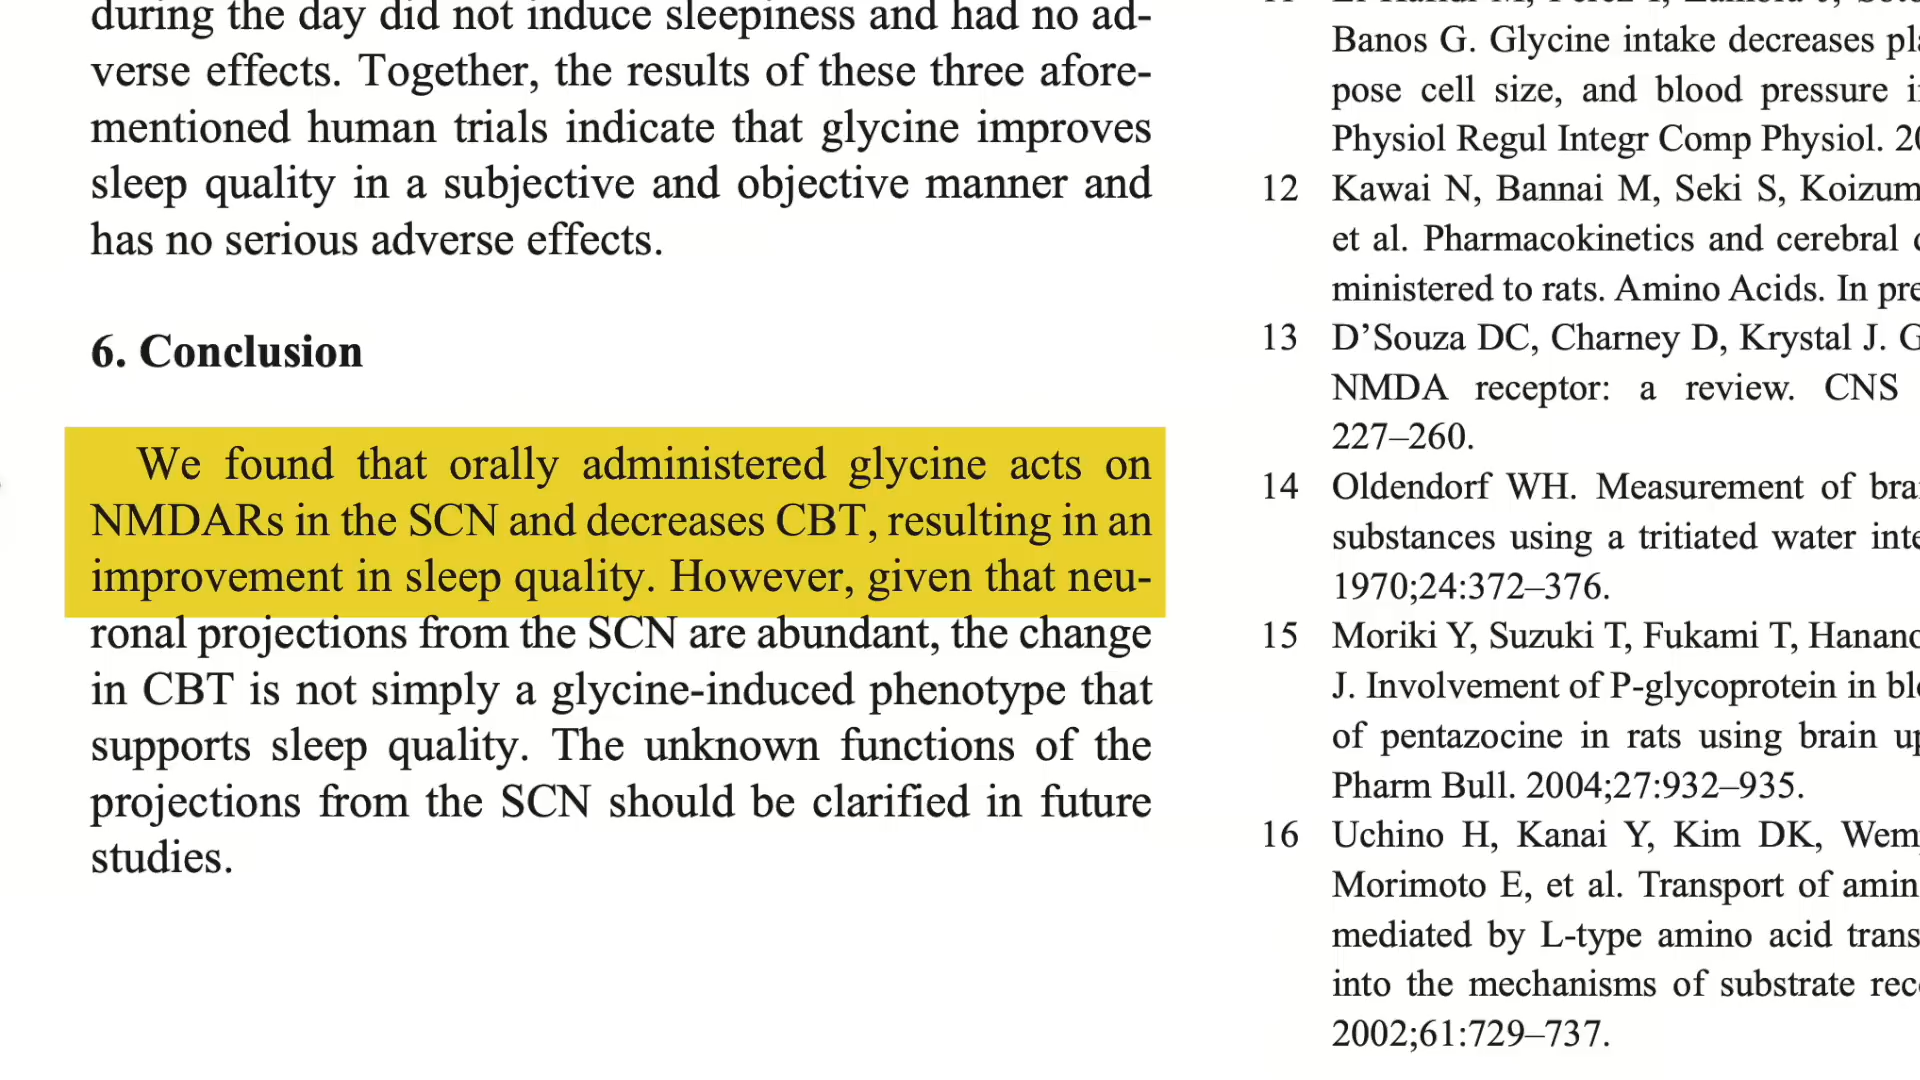 during the day did not induce sleepiness and had no ad-
verse effects. Together, the results of these three afore-
mentioned human trials indicate that glycine improves
sleep quality in a subjective and objective manner and
has no serious adverse effects.
6. Conclusion
We found that orally administered glycine acts on
NMDARs in the SCN and decreases CBT, resulting in an
improvement in sleep quality. However, given that neu-
ronal projections from the SCN are abundant, the change
in CBT is not simply a glycine-induced phenotype that
supports sleep quality. The unknown functions of the
projections from the SCN should be clarified in future
studies.
Banos G. Glycine intake decreases
pose cell size, and blood pressure
Physiol Regul Integr Comp Physiol.
12 Kawai N, Bannai M, Seki S,
et al. Pharmacokinetics and cerebral
ministered to rats. Amino Acids. In
13 D’Souza DC, Charney D, Krystal J.
NMDA receptor: a review. CNS
227–260.
14 Oldendorf WH. Measurement of
substances using a tritiated water
1970;24:372–376.
15 Moriki Y, Suzuki T, Fukami T,
J. Involvement of P-glycoprotein in
of pentazocine in rats using brain
Pharm Bull. 2004;27:932–935.
16 Uchino H, Kanai Y, Kim DK,
Morimoto E, et al. Transport of
mediated by L-type amino acid
into the mechanisms of substrate
2002;61:729–737.